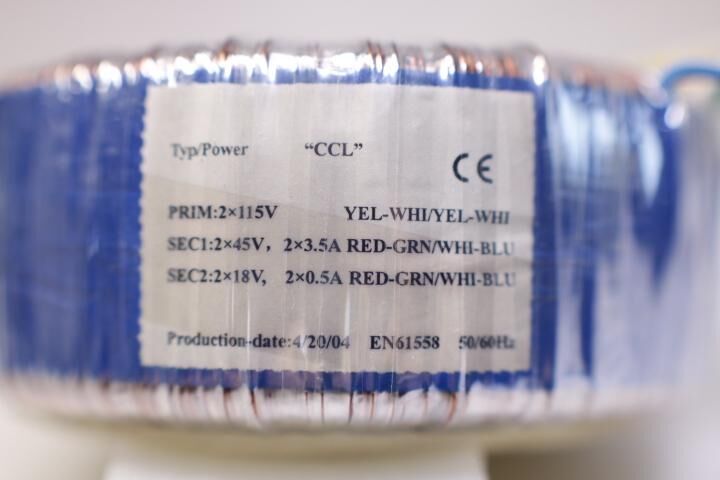 Typ/Power "CCL"
CE
PRIM:2×115V YEL-WHI/YEL-WHI
SEC1:2×45V, 2×3.5A RED-GRN/WHI-BLU
SEC2:2×18V, 2×0.5A RED-GRN/WHI-BLU
Production-date:4/20/04 EN61558 50/60Hz